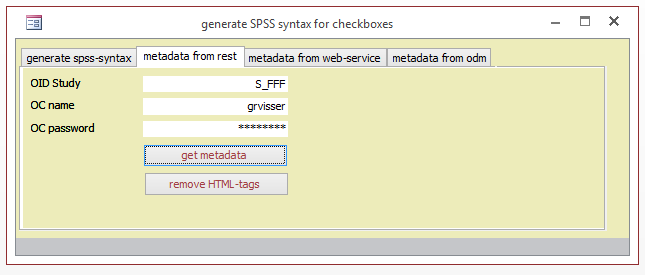 generate SPSS syntax for checkboxes
generate spss-syntax metadata from rest metadata from web-service metadata from odm
OID Study S_FFF
OC name grvisser
OC password ********
get metadata
remove HTML-tags